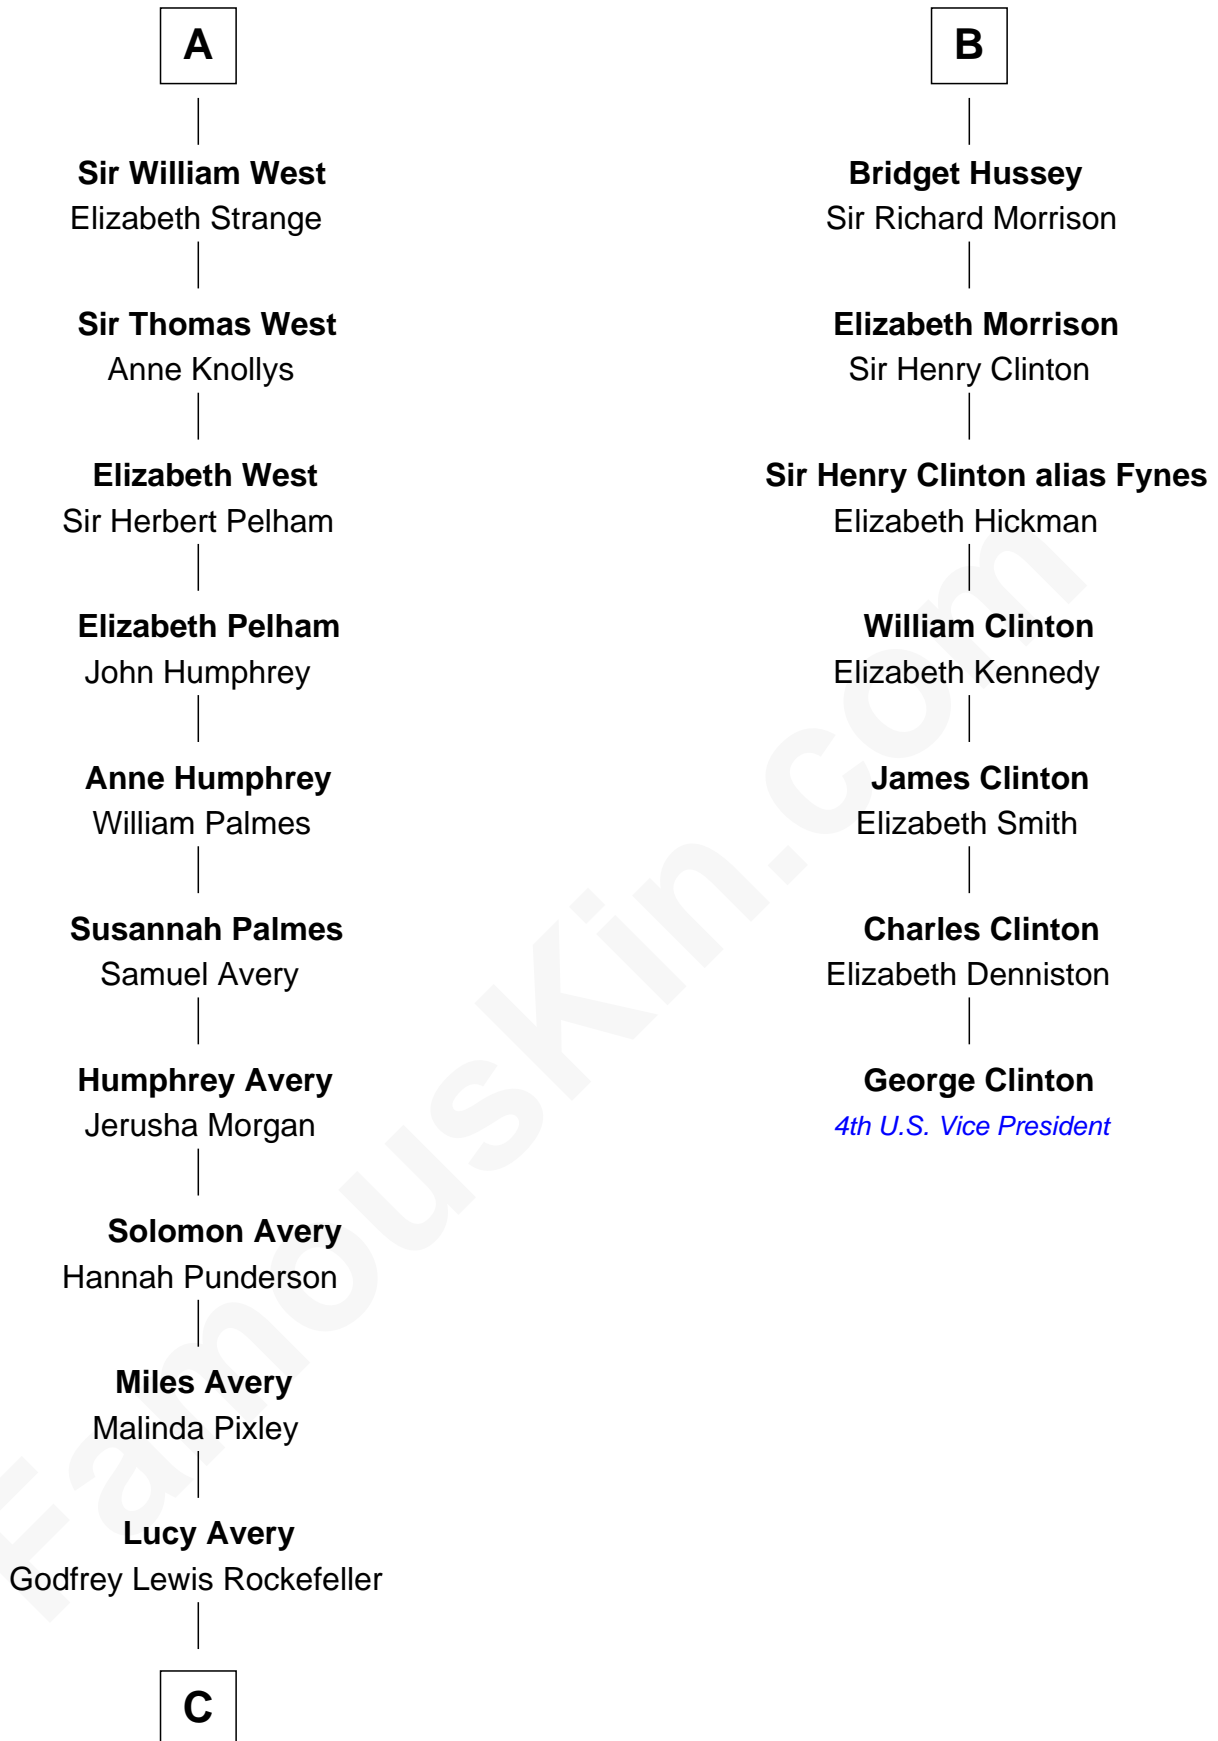 A
Sir William West
Elizabeth Strange
Sir Thomas West
Anne Knollys
Elizabeth West
Sir Herbert Pelham
Elizabeth Pelham
John Humphrey
Anne Humphrey
William Palmes
Susannah Palmes
Samuel Avery
Humphrey Avery
Jerusha Morgan
Solomon Avery
Hannah Punderson
Miles Avery
Malinda Pixley
Lucy Avery
Godfrey Lewis Rockefeller
C
B
Bridget Hussey
Sir Richard Morrison
Elizabeth Morrison
Sir Henry Clinton
Sir Henry Clinton alias Fynes
Elizabeth Hickman
William Clinton
Elizabeth Kennedy
James Clinton
Elizabeth Smith
Charles Clinton
Elizabeth Denniston
George Clinton
4th U.S. Vice President
FamousKin.com